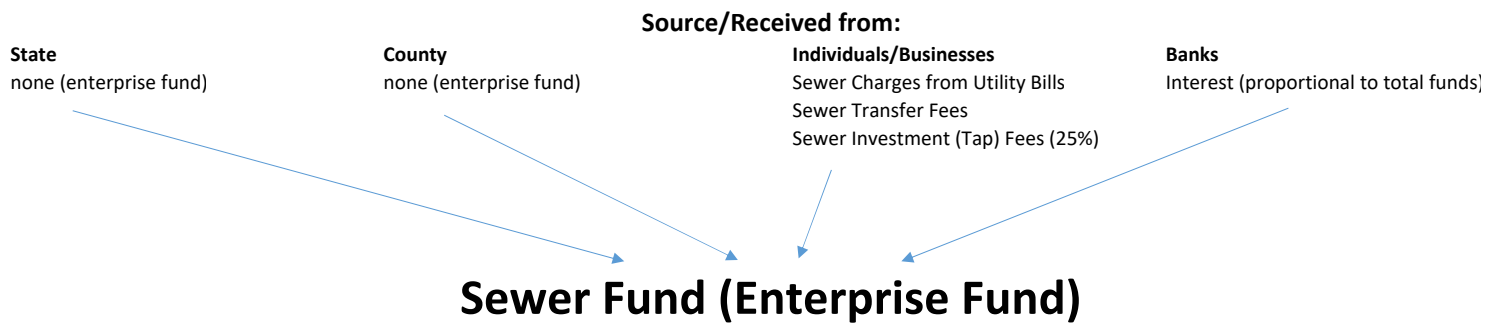 Source/Received from:
State
none (enterprise fund)
County
none (enterprise fund)
Individuals/Businesses
Sewer Charges from Utility Bills
Sewer Transfer Fees
Sewer Investment (Tap) Fees (25%)
Banks
Interest (proportional to total funds)
Sewer Fund (Enterprise Fund)